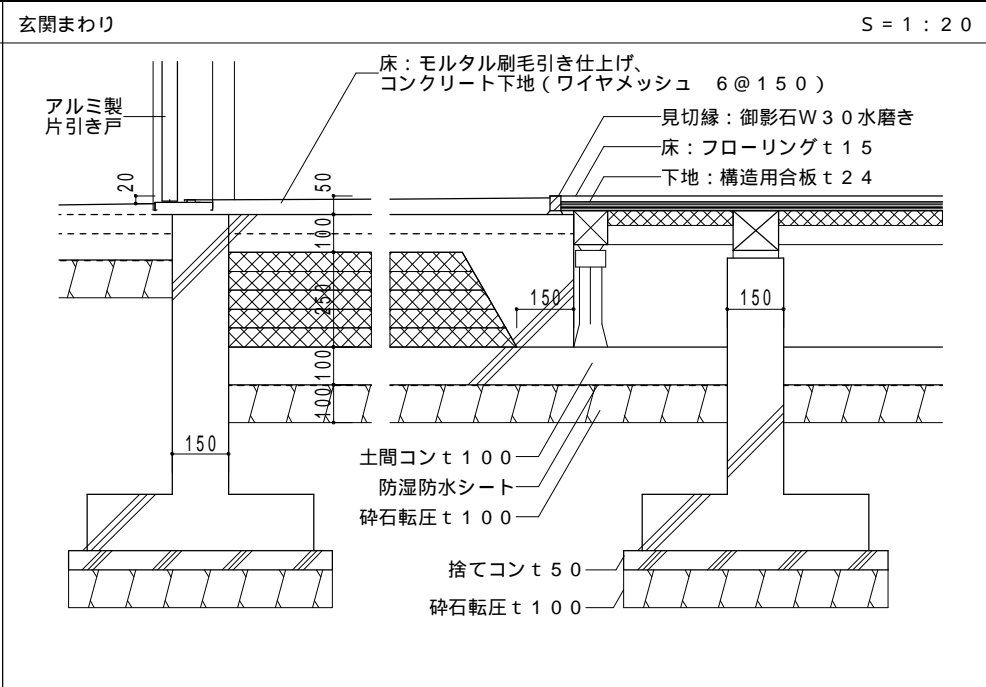 玄関まわり
S=1:20
床:モルタル刷毛引き仕上げ、
コンクリート下地(ワイヤメッシュ　6@150)
アルミ製
片引き戸
見切縁:御影石W30水磨き
床:フローリングt15
下地:構造用合板t24
20
50
100
250
100
100
150
150
150
土間コンt100
防湿防水シート
砕石転圧t100
捨てコンt50
砕石転圧t100